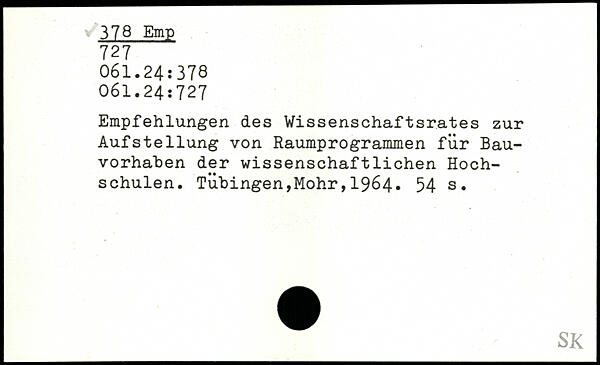 378 Emp
727
061.24:378
061.24:727
Empfehlungen des Wissenschaftsrates zur
Aufstellung von Raumprogrammen für Bau-
vorhaben der wissenschaftlichen Hoch-
schulen. Tübingen,Mohr,1964. 54 s.
SK